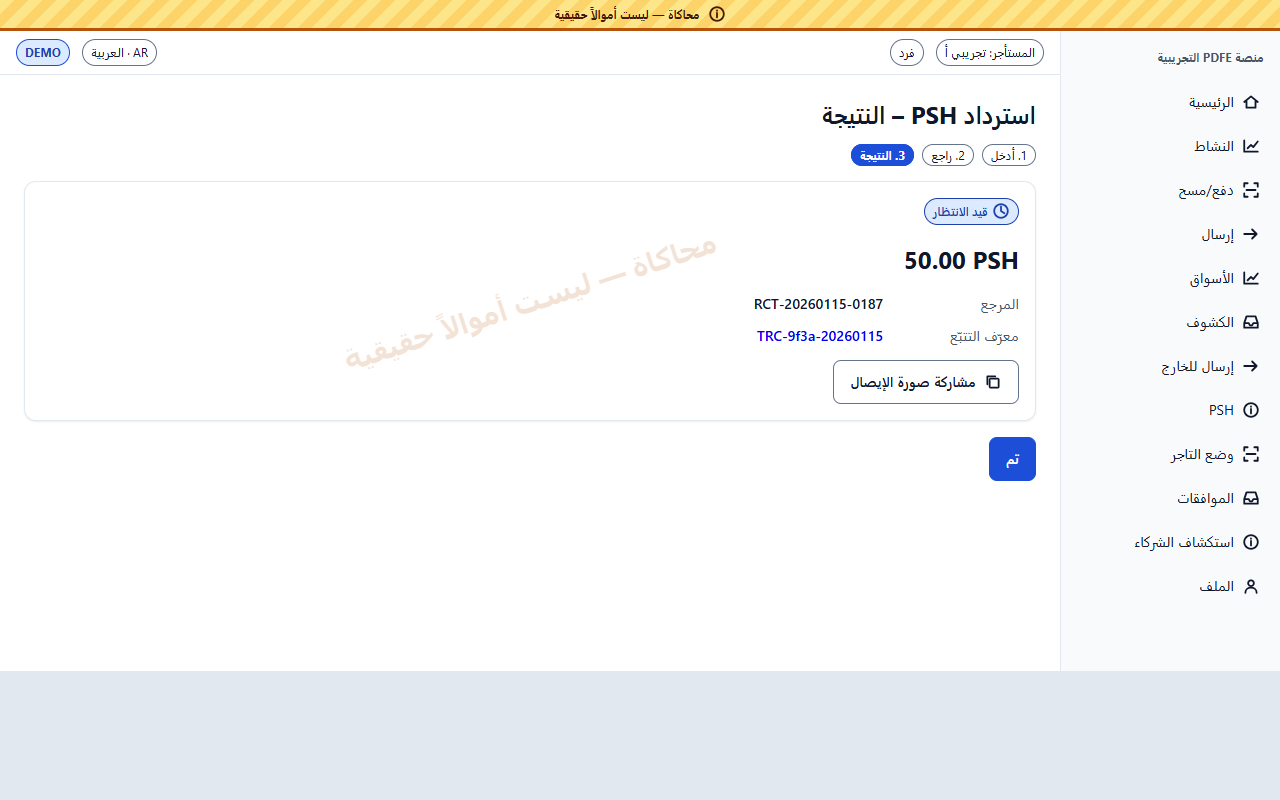 محاكاة — ليست أموالاً حقيقية
منصة PDFE التجريبية
الرئيسية
النشاط
دفع/مسح
إرسال
الأسواق
الكشوف
إرسال للخارج
PSH
وضع التاجر
الموافقات
استكشاف الشركاء
الملف
المستأجر: تجريبي أ
فرد
AR · العربية
DEMO
استرداد PSH – النتيجة
1. أدخل
2. راجع
3. النتيجة
قيد الانتظار
50.00 PSH
المرجع RCT-20260115-0187
معرّف التتبّع TRC-9f3a-20260115
مشاركة صورة الإيصال
محاكاة — ليست أموالاً حقيقية
تم